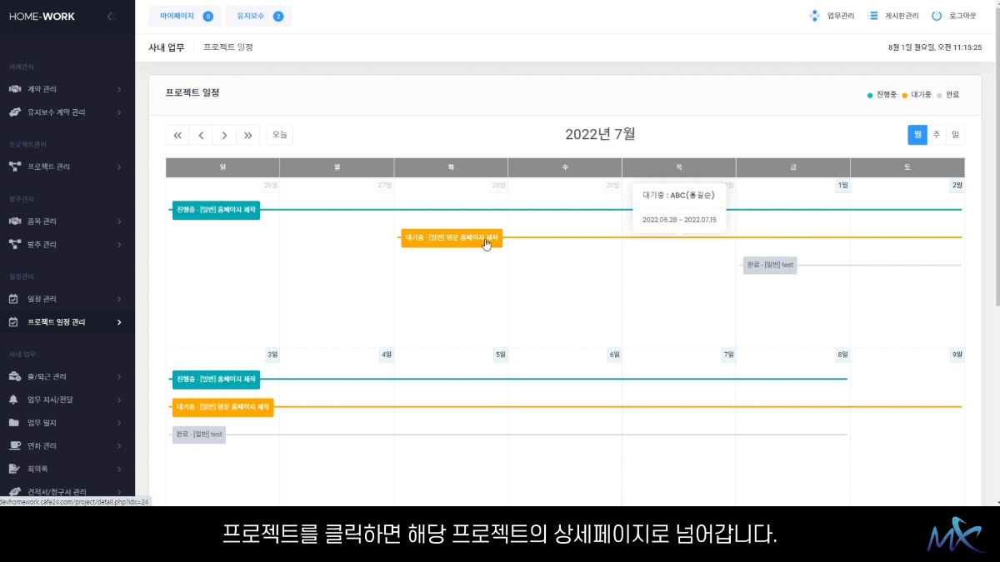 HOME-WORK
마이페이지 0
유지보수 2
업무관리
게시판관리
로그아웃
사내 업무
프로젝트 일정
8월 1일 월요일, 오전 11:15:25
거래관리
계약 관리
유지보수 계약 관리
프로젝트관리
프로젝트 관리
발주관리
품목 관리
발주 관리
일정관리
일정 관리
프로젝트 일정 관리
사내 업무
출/퇴근 관리
업무 지시/전달
업무 일지
연차 관리
회의록
견적서/청구서 관리
devhomework.cafe24.com/project/detail.php?idx=24
프로젝트 일정
진행중 대기중 완료
오늘
2022년 7월
월 주 일
일 월 화 수 목 금 토
26일 27일 28일 29일 1일 2일
진행중 - [일반] 홈페이지 제작
대기중 : ABC(홍길순)
2022.06.28 ~ 2022.07.15
대기중 - [일반] 영문 홈페이지 제작
완료 - [일반] test
3일 4일 5일 6일 7일 8일 9일
진행중 - [일반] 홈페이지 제작
대기중 - [일반] 영문 홈페이지 제작
완료 - [일반] test
프로젝트를 클릭하면 해당 프로젝트의 상세페이지로 넘어갑니다.